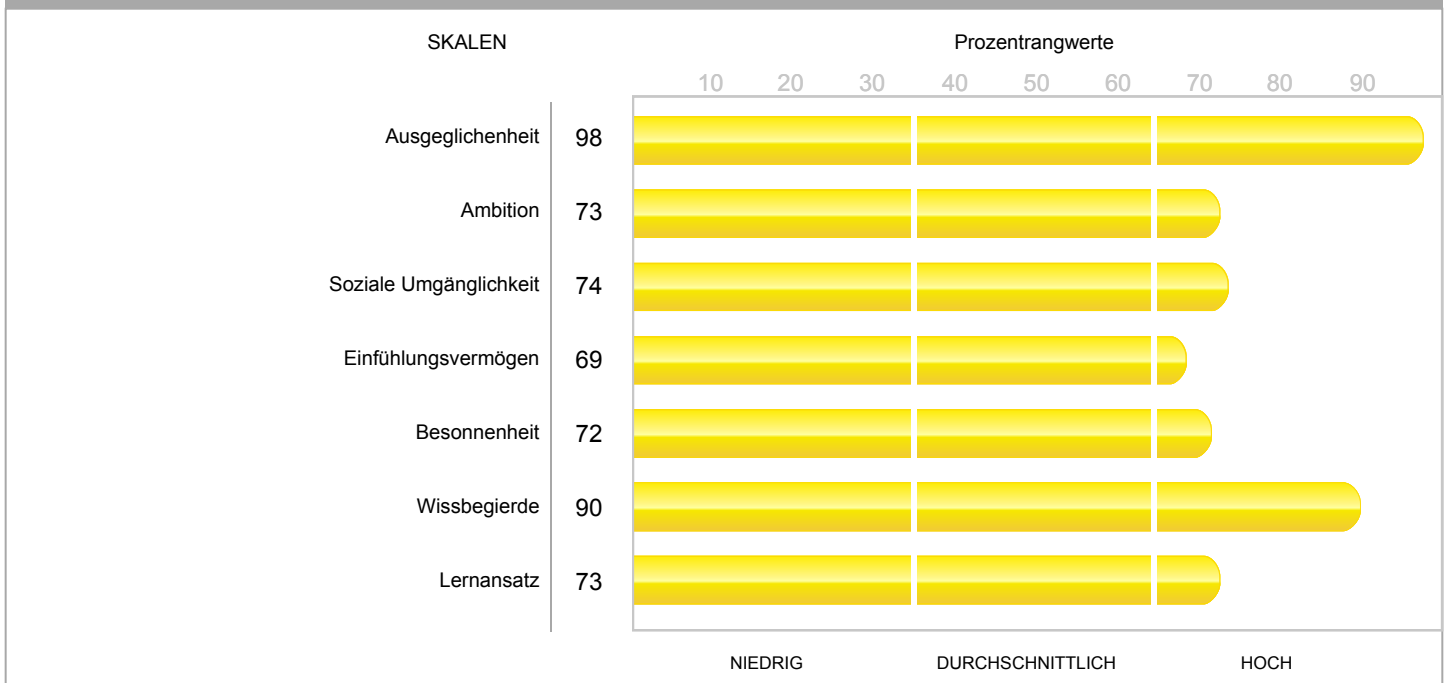 SKALEN Prozentrangwerte
10 20 30 40 50 60 70 80 90
Ausgeglichenheit 98
Ambition 73
Soziale Umgänglichkeit 74
Einfühlungsvermögen 69
Besonnenheit 72
Wissbegierde 90
Lernansatz 73
NIEDRIG DURCHSCHNITTLICH HOCH